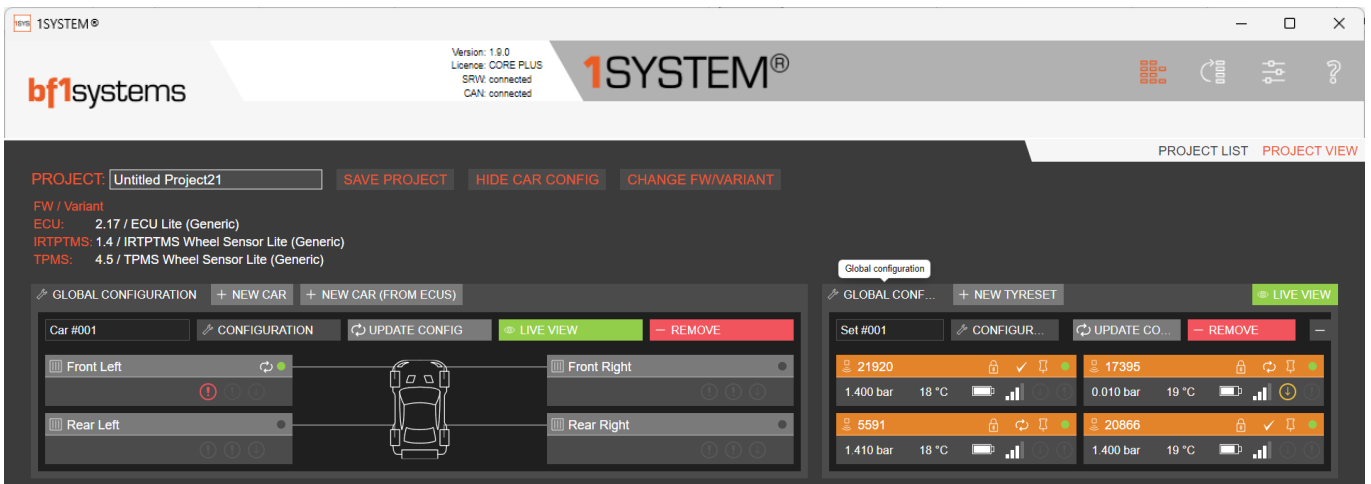 1SYS 1SYSTEM®
bf1systems
Version: 1.9.0
Licence: CORE PLUS
SRW: connected
CAN: connected
1SYSTEM®
PROJECT LIST PROJECT VIEW
PROJECT: Untitled Project21 SAVE PROJECT HIDE CAR CONFIG CHANGE FW/VARIANT
FW / Variant
ECU: 2.17 / ECU Lite (Generic)
IRTPTMS: 1.4 / IRTPTMS Wheel Sensor Lite (Generic)
TPMS: 4.5 / TPMS Wheel Sensor Lite (Generic)
Global configuration
GLOBAL CONFIGURATION + NEW CAR + NEW CAR (FROM ECUS)
Car #001 CONFIGURATION UPDATE CONFIG LIVE VIEW REMOVE
Front Left Front Right
Rear Left Rear Right
GLOBAL CONF... + NEW TYRESET LIVE VIEW
Set #001 CONFIGUR... UPDATE CO... REMOVE
21920 17395
1.400 bar 18 °C 0.010 bar 19 °C
5591 20866
1.410 bar 18 °C 1.400 bar 19 °C